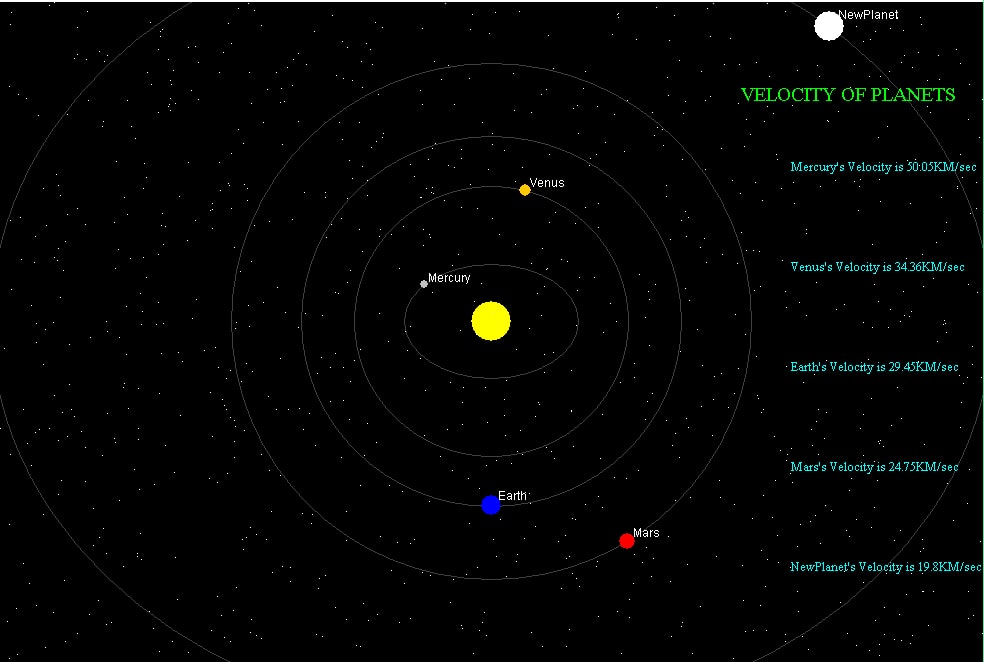 NewPlanet
VELOCITY OF PLANETS
Mercury's Velocity is 50.05KM/sec
Venus
Venus's Velocity is 34.36KM/sec
Mercury
Earth's Velocity is 29.45KM/sec
Mars's Velocity is 24.75KM/sec
Earth
Mars
NewPlanet's Velocity is 19.8KM/sec